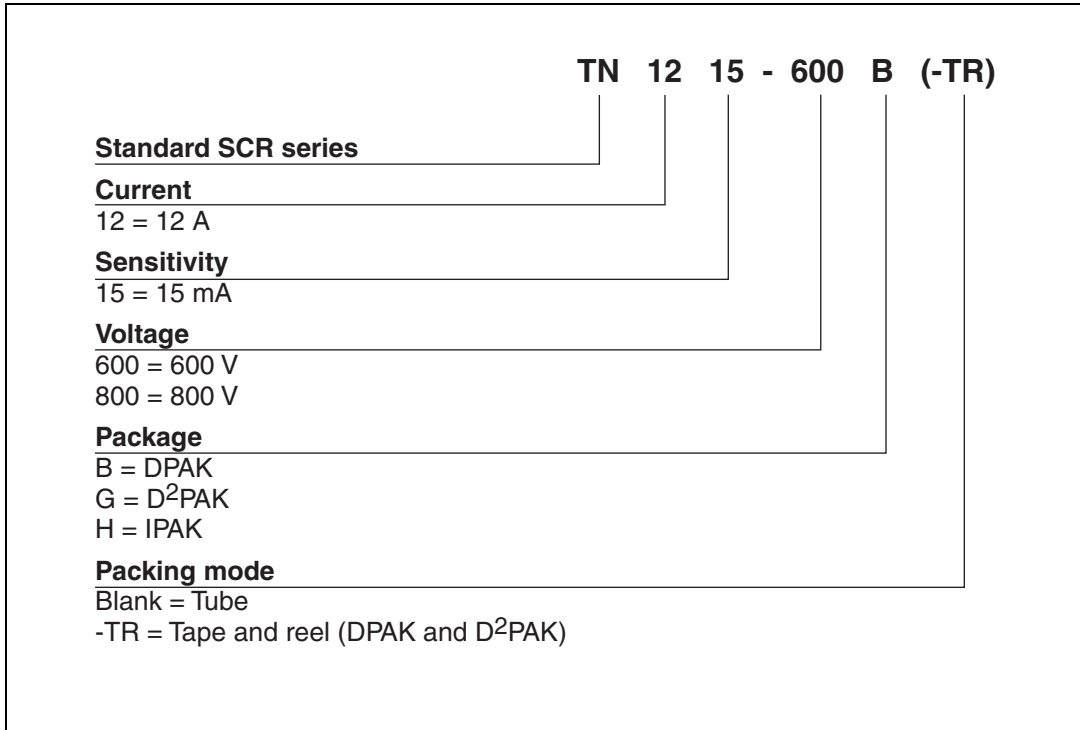 TN 12 15 - 600 B (-TR)
Standard SCR series
Current
12 = 12 A
Sensitivity
15 = 15 mA
Voltage
600 = 600 V
800 = 800 V
Package
B = DPAK
G = D²PAK
H = IPAK
Packing mode
Blank = Tube
-TR = Tape and reel (DPAK and D²PAK)